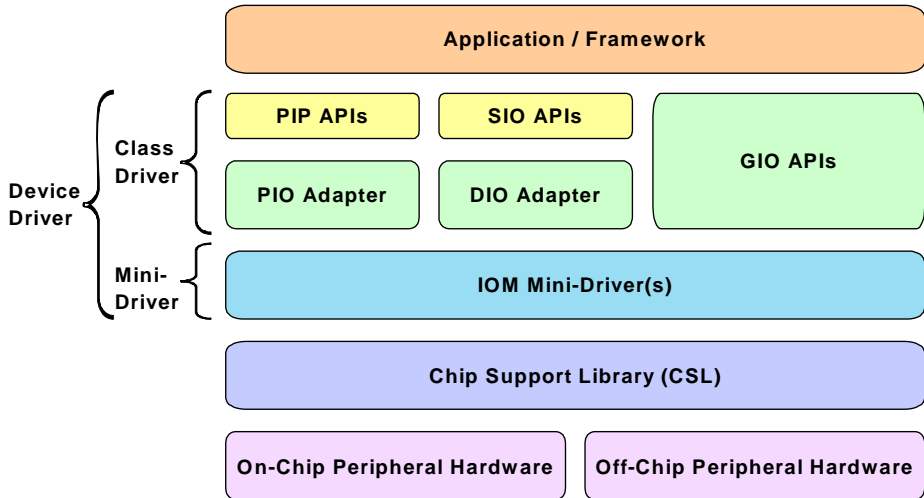 Application / Framework
PIP APIs
SIO APIs
GIO APIs
Class
Driver
PIO Adapter
DIO Adapter
Device
Driver
Mini-
Driver
IOM Mini-Driver(s)
Chip Support Library (CSL)
On-Chip Peripheral Hardware
Off-Chip Peripheral Hardware